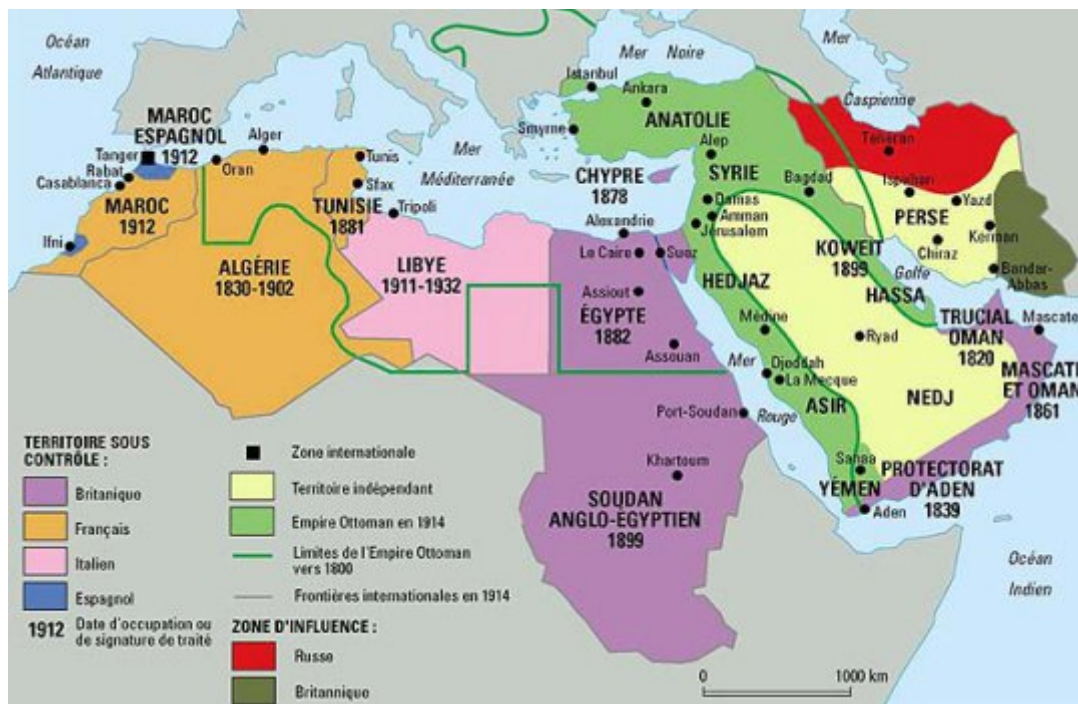 Océan
Atlantique
Mer Noire
Mer
Caspienne
Istanbul
Ankara
ANATOLIE
Smyrne
MAROC
ESPAGNOL
1912
Alger
Tanger
Oran
Tunis
Rabat
Casablanca
Mer
Méditerranée
Alep
SYRIE
CHYPRE
1878
Téhéran
Bagdad
Ispahan
Yazd
PERSE
Kerman
Chiraz
Bandar-
Abbas
Sfax
TUNISIE
1881
Tripoli
MAROC
1912
Ifni
Damas
Amman
Jérusalem
Alexandrie
Le Caire
Suez
KOWEIT
1899
Golfe
ALGÉRIE
1830-1902
LIBYE
1911-1932
HEDJAZ
HASSA
Assiout
ÉGYPTE
1882
Médine
Ryad
TRUCIAL
OMAN
1820
Mascate
Assouan
Mer
Djeddah
La Mecque
MASCATE
ET OMAN
1861
NEDJ
ASIR
Port-Soudan
Rouge
Khartoum
Sanaa
PROTECTORAT
D'ADEN
1839
YÉMEN
Aden
SOUDAN
ANGLO-ÉGYPTIEN
1899
Océan
Indien
TERRITOIRE SOUS
CONTRÔLE :
Britanique
Français
Italien
Espagnol
1912 Date d'occupation ou
de signature de traité
Zone internationale
Territoire indépendant
Empire Ottoman en 1914
Limites de l'Empire Ottoman
vers 1800
Frontières internationales en 1914
ZONE D'INFLUENCE :
Russe
Britannique
0 1000 km